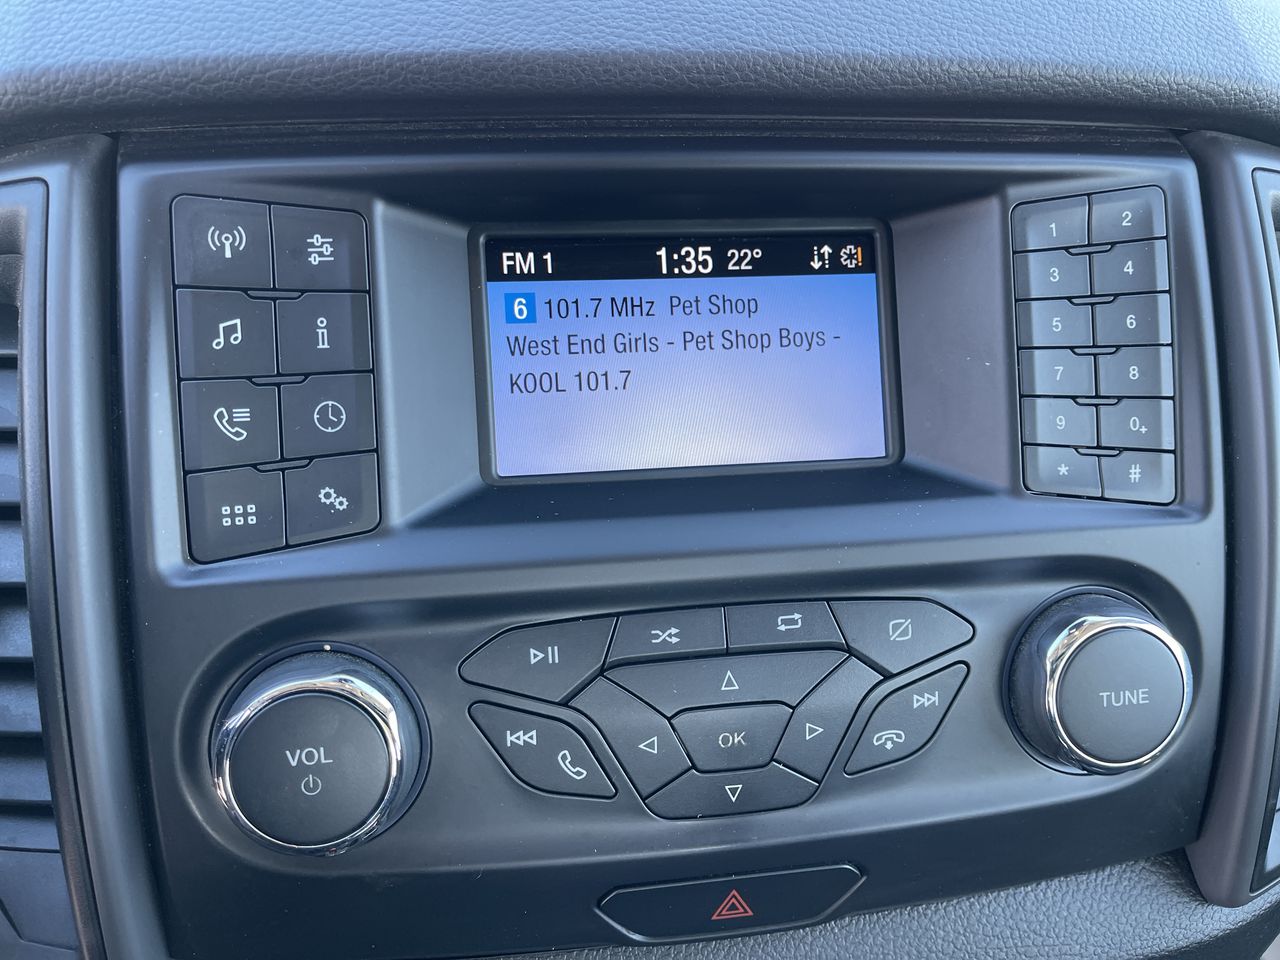 FM 1 1:35 22°
6 101.7 MHz Pet Shop
West End Girls - Pet Shop Boys -
KOOL 101.7
1 2
3 4
5 6
7 8
9 0+
* #
VOL
OK
TUNE